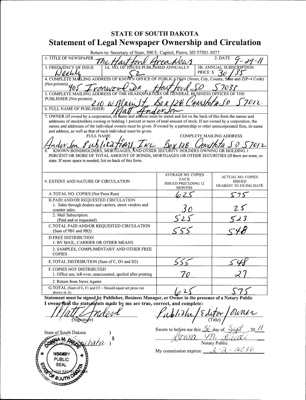 STATE OF SOUTH DAKOTA
Statement of Legal Newspaper Ownership and Circulation
Return to: Secretary of State, 500 E. Capitol, Pierre, SD 57501-5077
1. TITLE OF NEWSPAPER The Hartford Area News 2. DATE 9-28-11
3. FREQUENCY OF ISSUE Weekly 3A. NO. OF ISSUES PUBLISHED ANNUALLY 52 3B. ANNUAL SUBSCRIPTION PRICE $ 30/35
4. COMPLETE MAILING ADDRESS OF KNOWN OFFICE OF PUBLICATION (Street, City, County, State and ZIP+4 Code)
(Not printers) Ironwood Dr Hartford SD 57033
5. COMPLETE MAILING ADDRESS OF THE HEADQUARTERS OF GENERAL BUSINESS OFFICES OF THE
PUBLISHER (Not printer) 210 W Main St. Box 128 Canistota SD 57012
6. FULL NAME OF PUBLISHER: Matt Anderson
7. OWNER (If owned by a corporation, its name and address must be stated and list on the back of this form the names and
addresses of stockholders owning or holding 1 percent or more of total amount of stock. If not owned by a corporation, the
names and addresses of the individual owners must be given. If owned by a partnership or other unincorporated firm, its name
and address, as well as that of each individual must be given.
FULL NAME COMPLETE MAILING ADDRESS
Anderson Publications, Inc Box 128 Canistota SD 57012
8. KNOWN BONDHOLDERS, MORTGAGEES AND OTHER SECURITY HOLDERS OWNING OR HOLDING 1
PERCENT OR MORE OF TOTAL AMOUNT OF BONDS, MORTGAGES OR OTHER SECURITIES (If there are none, so
state. If more space is needed, list on back of this form.
9. EXTENT AND NATURE OF CIRCULATION
AVERAGE NO. COPIES
EACH
ISSUE DURING PRECEDING 12
MONTHS
ACTUAL NO. COPIES
ISSUED
NEAREST TO FILING DATE
A. TOTAL NO. COPIES (Net Press Run) 625 575
B. PAID AND/OR REQUESTED CIRCULATION
1. Sales through dealers and carriers, street vendors and
counter sales. 30 25
2. Mail Subscription
(Paid and/or requested) 525 523
C. TOTAL PAID AND/OR REQUESTED CIRCULATION
(Sum of 9B1 and 9B2) 555 548
D. FREE DISTRIBUTION
1. BY MAIL, CARRIER OR OTHER MEANS
2. SAMPLES, COMPLIMENTARY AND OTHER FREE
COPIES
E. TOTAL DISTRIBUTION (Sum of C, D1 and D2) 555 548
F. COPIES NOT DISTRIBUTED
1. Office use, left over, unaccounted, spoiled after printing 70 27
2. Return from News Agents
G. TOTAL (Sum of E, F1 and F2 - Should equal net press run
shown in A) 625 575
Statement must be signed by Publisher, Business Manager, or Owner in the presence of a Notary Public
I swear that the statements made by me are true, correct, and complete:
Matt Anderson Publisher/Editor/owner
(Signature) (Title)
State of South Dakota )
Sworn to before me this day of Sept, 2011
Notary Public
My commission expires:
NOTARY
PUBLIC
SEAL
SOUTH DAKOTA